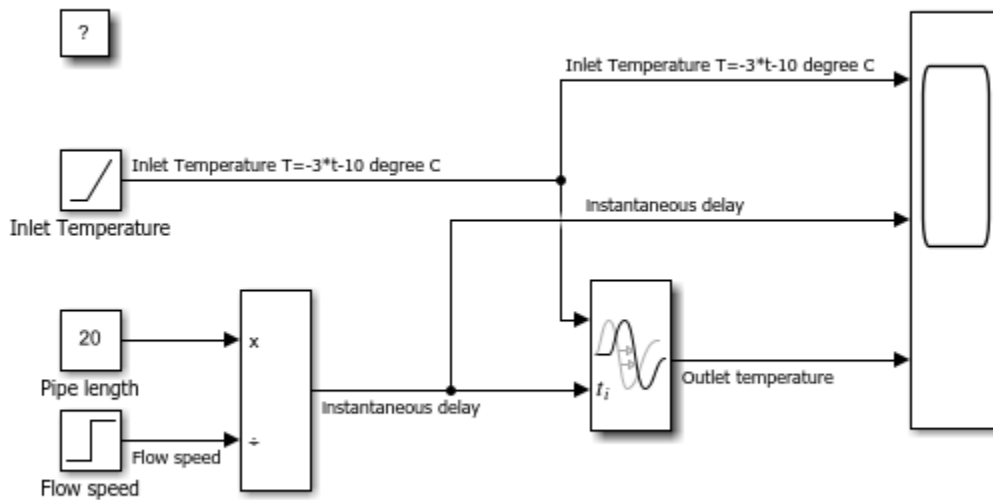 ?
Inlet Temperature T=-3*t-10 degree C
Inlet Temperature T=-3*t-10 degree C
Inlet Temperature
Instantaneous delay
20
x
Pipe length
t_i
Outlet temperature
Instantaneous delay
÷
Flow speed
Flow speed